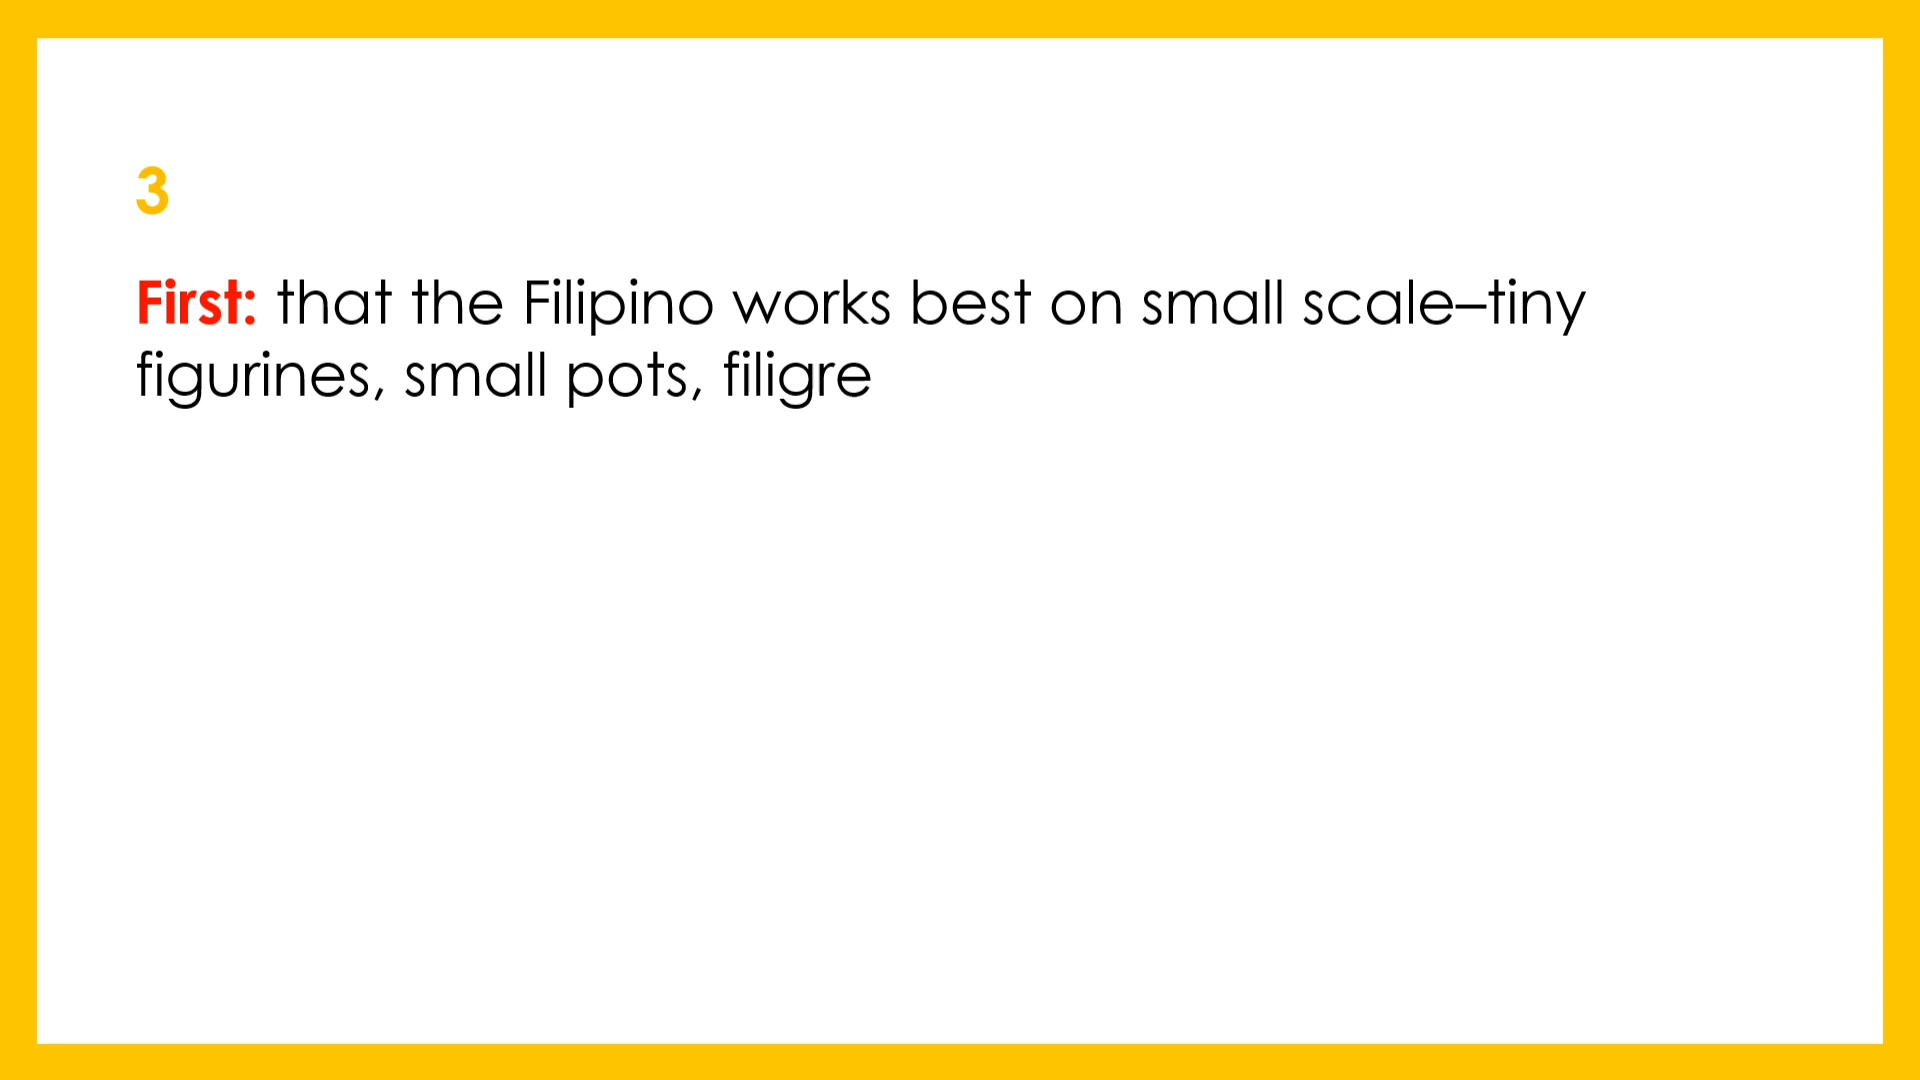 3
First: that the Filipino works best on small scale–tiny
figurines, small pots, filigre